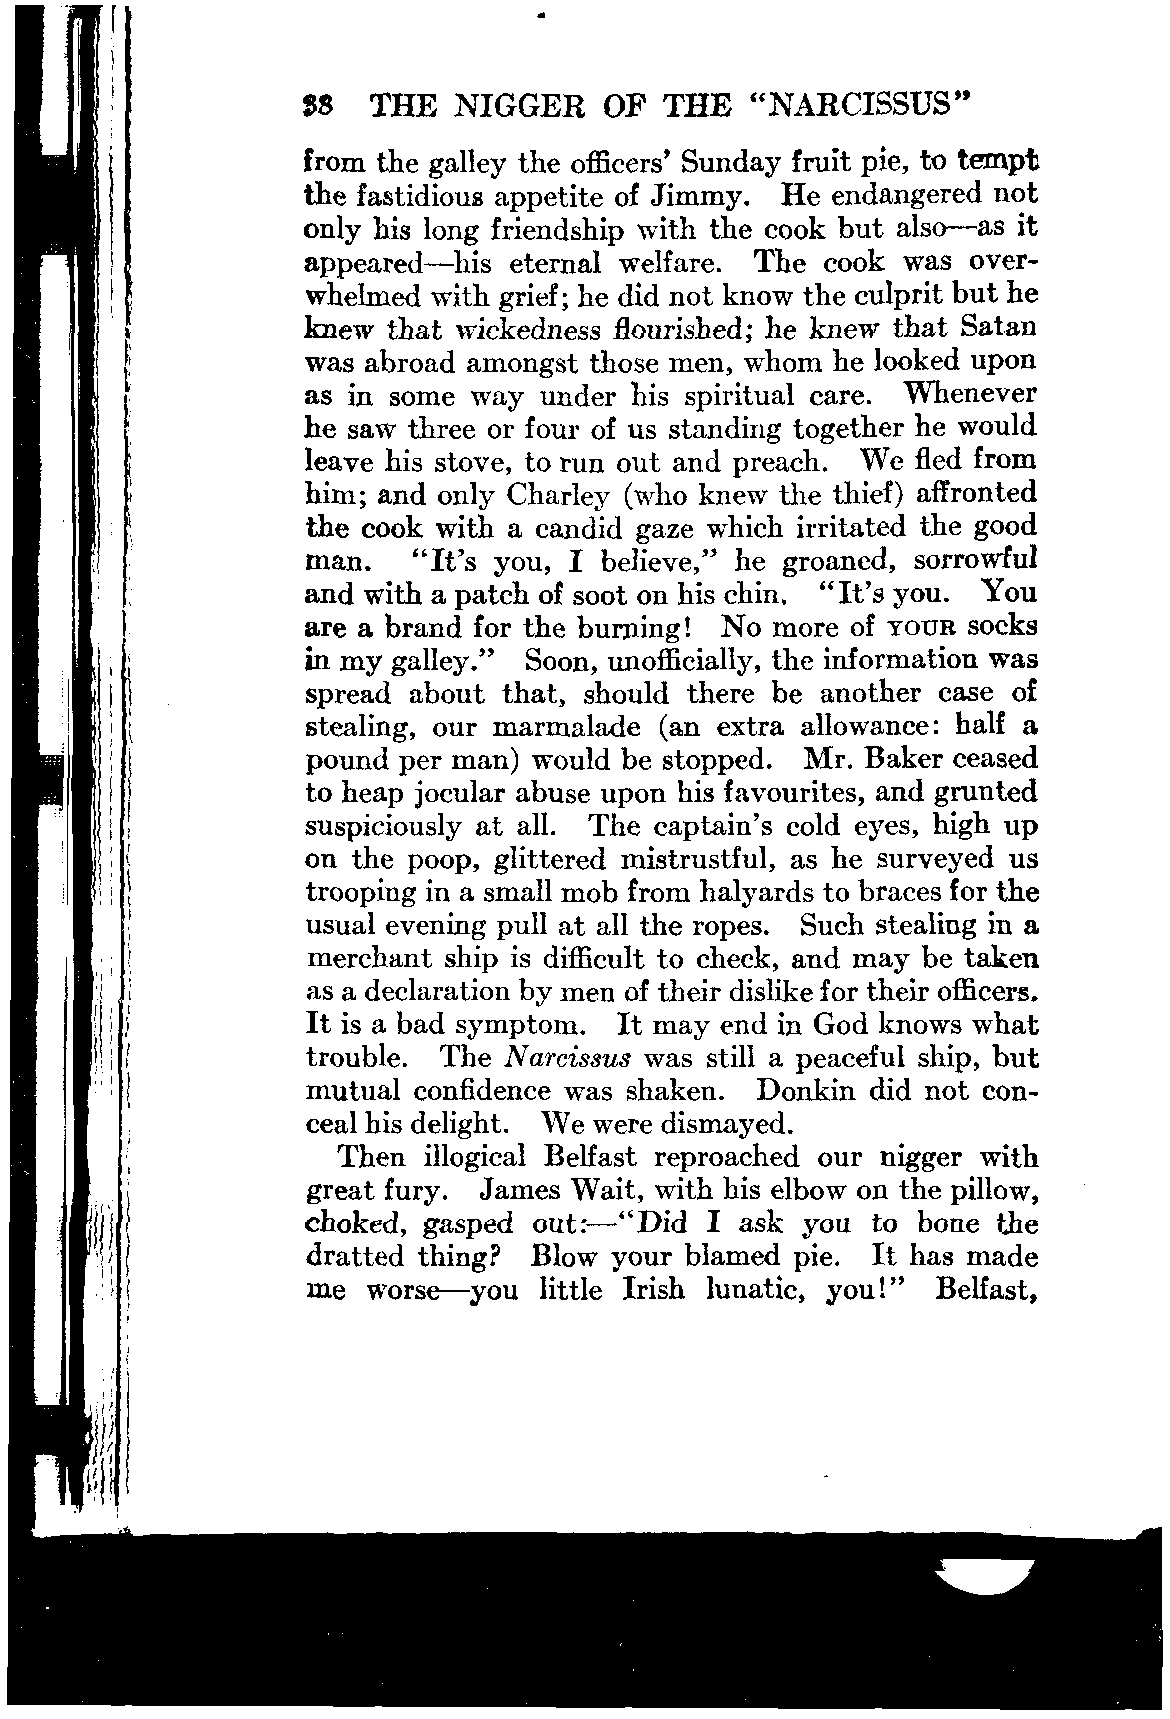 38 THE NIGGER OF THE "NARCISSUS"
from the galley the officers' Sunday fruit pie, to tempt
the fastidious appetite of Jimmy. He endangered not
only his long friendship with the cook but also—as it
appeared—his eternal welfare. The cook was over-
whelmed with grief; he did not know the culprit but he
knew that wickedness flourished; he knew that Satan
was abroad amongst those men, whom he looked upon
as in some way under his spiritual care. Whenever
he saw three or four of us standing together he would
leave his stove, to run out and preach. We fled from
him; and only Charley (who knew the thief) affronted
the cook with a candid gaze which irritated the good
man. "It's you, I believe," he groaned, sorrowful
and with a patch of soot on his chin. "It's you. You
are a brand for the burning! No more of YOUR socks
in my galley." Soon, unofficially, the information was
spread about that, should there be another case of
stealing, our marmalade (an extra allowance: half a
pound per man) would be stopped. Mr. Baker ceased
to heap jocular abuse upon his favourites, and grunted
suspiciously at all. The captain's cold eyes, high up
on the poop, glittered mistrustful, as he surveyed us
trooping in a small mob from halyards to braces for the
usual evening pull at all the ropes. Such stealing in a
merchant ship is difficult to check, and may be taken
as a declaration by men of their dislike for their officers.
It is a bad symptom. It may end in God knows what
trouble. The Narcissus was still a peaceful ship, but
mutual confidence was shaken. Donkin did not con-
ceal his delight. We were dismayed.
Then illogical Belfast reproached our nigger with
great fury. James Wait, with his elbow on the pillow,
choked, gasped out:—"Did I ask you to bone the
dratted thing? Blow your blamed pie. It has made
me worse—you little Irish lunatic, you!" Belfast,